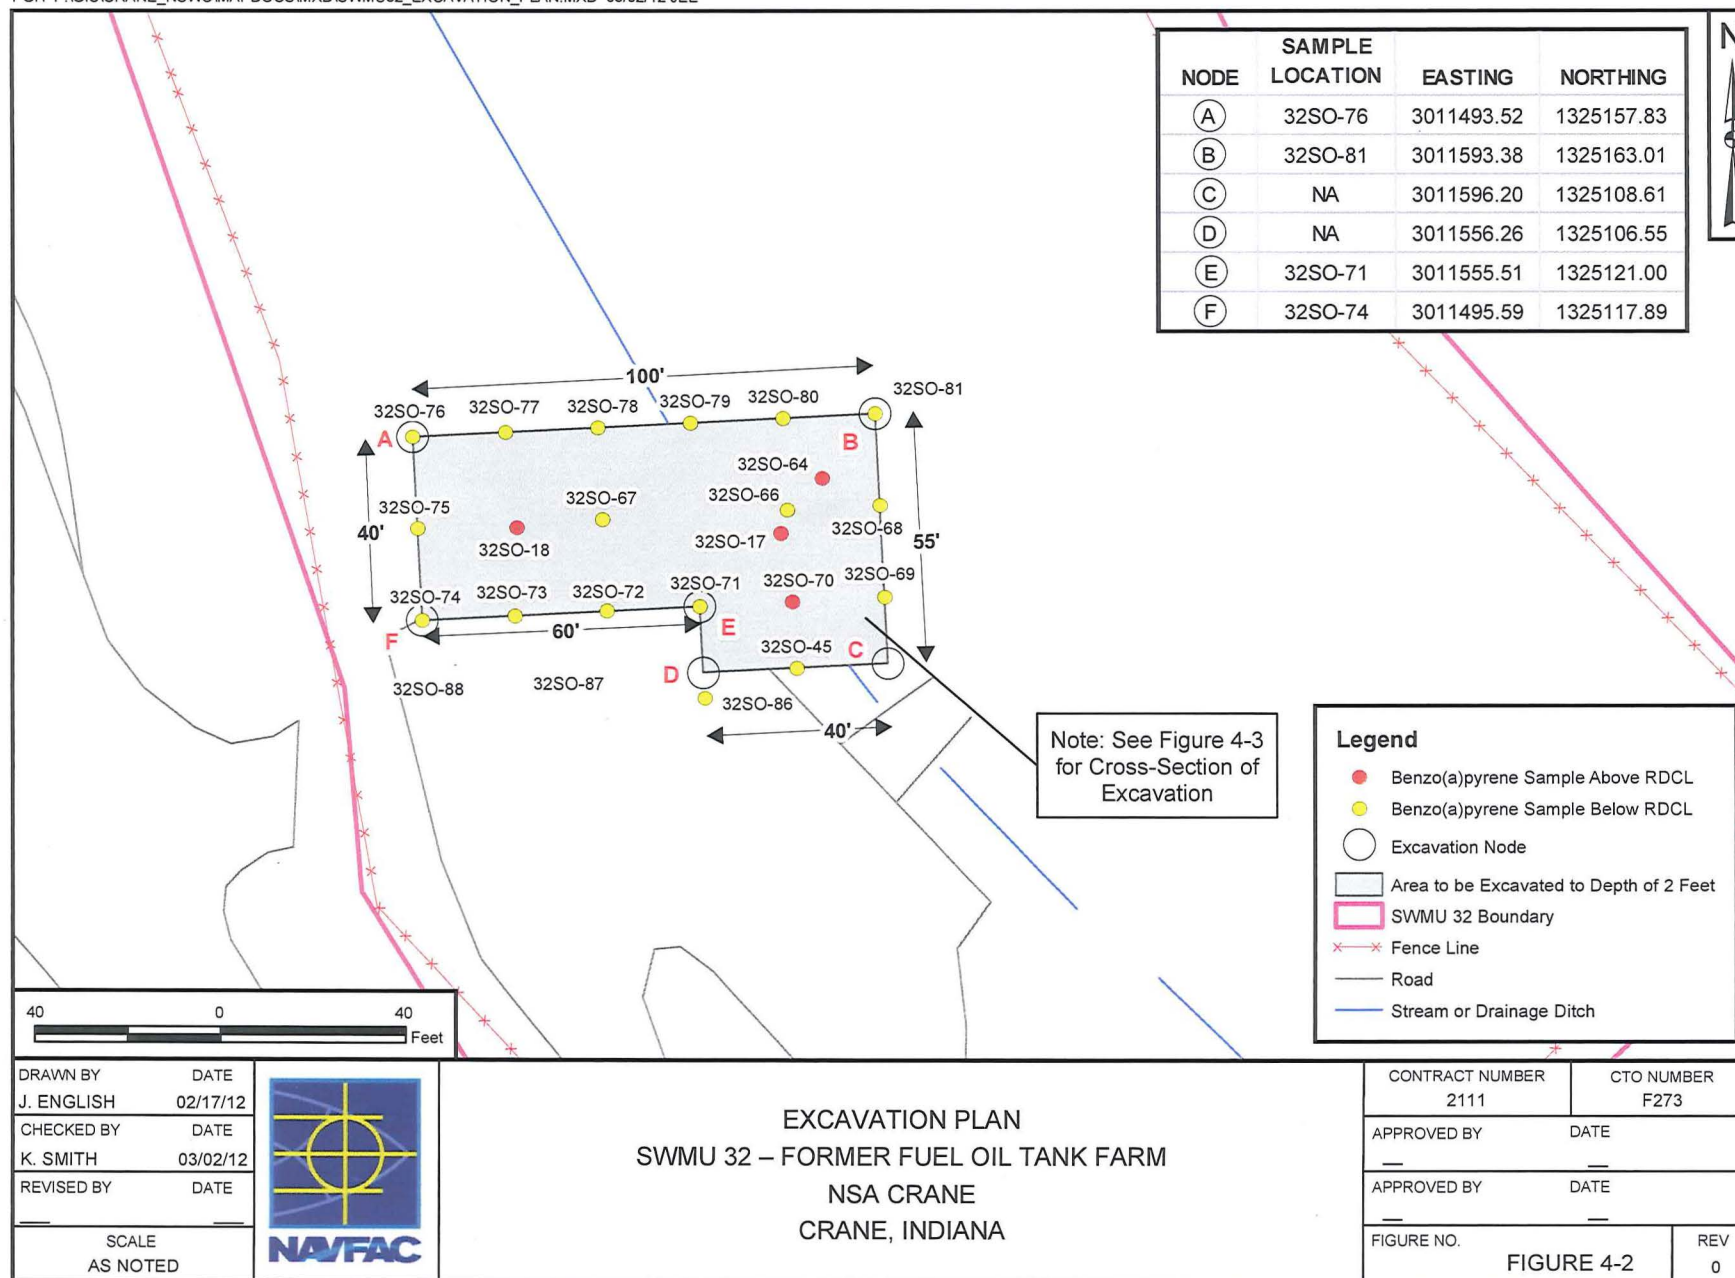 NODE SAMPLE LOCATION EASTING NORTHING
A 32SO-76 3011493.52 1325157.83
B 32SO-81 3011593.38 1325163.01
C NA 3011596.20 1325108.61
D NA 3011556.26 1325106.55
E 32SO-71 3011555.51 1325121.00
F 32SO-74 3011495.59 1325117.89
N
100'
32SO-81
32SO-76 32SO-77 32SO-78 32SO-79 32SO-80
A
B
32SO-64
32SO-67
32SO-66
32SO-75
32SO-68
40'
32SO-18
32SO-17
55'
32SO-74 32SO-73 32SO-72 32SO-71 32SO-70 32SO-69
F
60'
E
32SO-45
C
D
32SO-88
32SO-87
32SO-86
40'
Note: See Figure 4-3
for Cross-Section of
Excavation
Legend
Benzo(a)pyrene Sample Above RDCL
Benzo(a)pyrene Sample Below RDCL
Excavation Node
Area to be Excavated to Depth of 2 Feet
SWMU 32 Boundary
Fence Line
Road
Stream or Drainage Ditch
40 0 40
Feet
DRAWN BY DATE
J. ENGLISH 02/17/12
CHECKED BY DATE
K. SMITH 03/02/12
REVISED BY DATE
SCALE
AS NOTED
NAVFAC
EXCAVATION PLAN
SWMU 32 – FORMER FUEL OIL TANK FARM
NSA CRANE
CRANE, INDIANA
CONTRACT NUMBER
2111
CTO NUMBER
F273
APPROVED BY DATE
APPROVED BY DATE
FIGURE NO.
FIGURE 4-2
REV
0